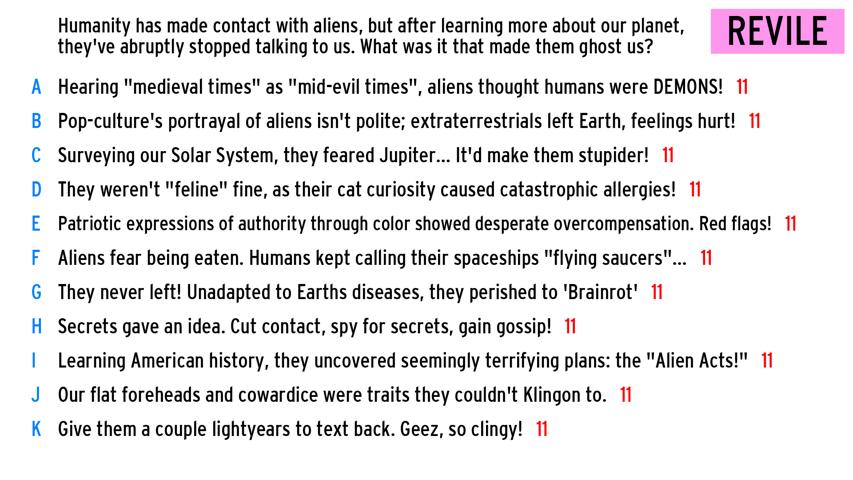 Humanity has made contact with aliens, but after learning more about our planet,
they've abruptly stopped talking to us. What was it that made them ghost us?
REVILE
A Hearing "medieval times" as "mid-evil times", aliens thought humans were DEMONS! 11
B Pop-culture's portrayal of aliens isn't polite; extraterrestrials left Earth, feelings hurt! 11
C Surveying our Solar System, they feared Jupiter... It'd make them stupider! 11
D They weren't "feline" fine, as their cat curiosity caused catastrophic allergies! 11
E Patriotic expressions of authority through color showed desperate overcompensation. Red flags! 11
F Aliens fear being eaten. Humans kept calling their spaceships "flying saucers"... 11
G They never left! Unadapted to Earths diseases, they perished to 'Brainrot' 11
H Secrets gave an idea. Cut contact, spy for secrets, gain gossip! 11
I Learning American history, they uncovered seemingly terrifying plans: the "Alien Acts!" 11
J Our flat foreheads and cowardice were traits they couldn't Klingon to. 11
K Give them a couple lightyears to text back. Geez, so clingy! 11